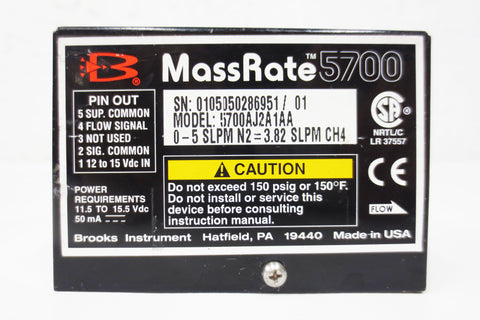 B MassRate™ 5700
PIN OUT
5 SUP. COMMON
4 FLOW SIGNAL
3 NOT USED
2 SIG. COMMON
1 12 to 15 Vdc IN
SN: 0105050286951 / 01
MODEL: 5700AJ2A1AA
0-5 SLPM N2=3.82 SLPM CH4
SA
NRTL/C
LR 37557
POWER
REQUIREMENTS
11.5 TO 15.5 Vdc
50 mA
CAUTION
Do not exceed 150 psig or 150°F.
Do not install or service this
device before consulting
instruction manual.
CE
FLOW
Brooks Instrument Hatfield, PA 19440 Made in USA